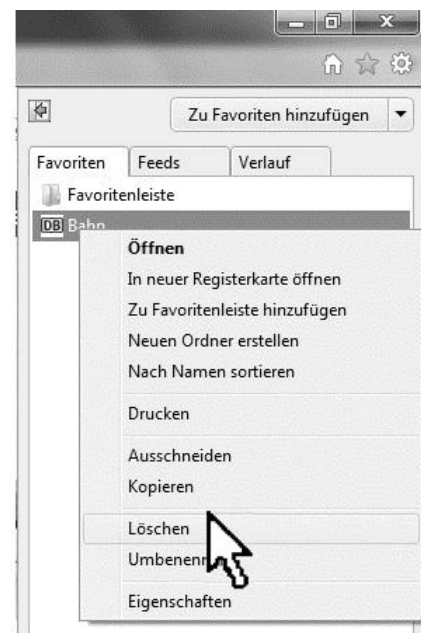 Zu Favoriten hinzufügen
Favoriten Feeds Verlauf
Favoritenleiste
DB Bahn
Öffnen
In neuer Registerkarte öffnen
Zu Favoritenleiste hinzufügen
Neuen Ordner erstellen
Nach Namen sortieren
Drucken
Ausschneiden
Kopieren
Löschen
Eigenschaften